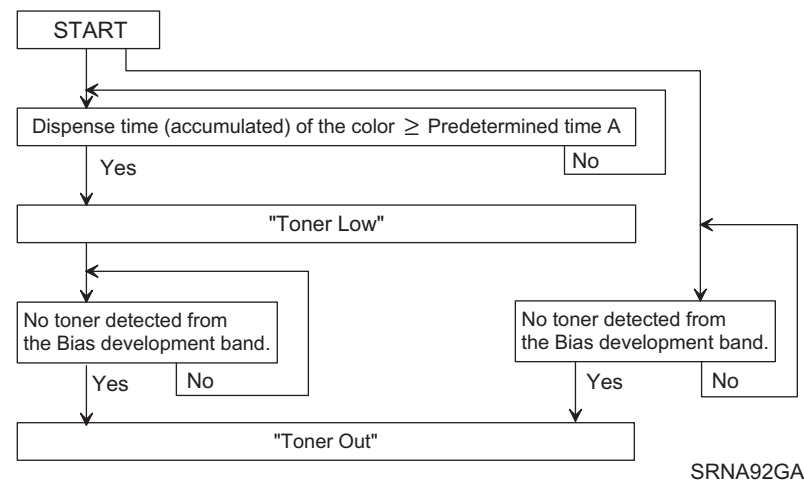 START
Dispense time (accumulated) of the color ≥ Predetermined time A
Yes
No
"Toner Low"
No toner detected from
the Bias development band.
Yes
No
No toner detected from
the Bias development band.
Yes
No
"Toner Out"
SRNA92GA